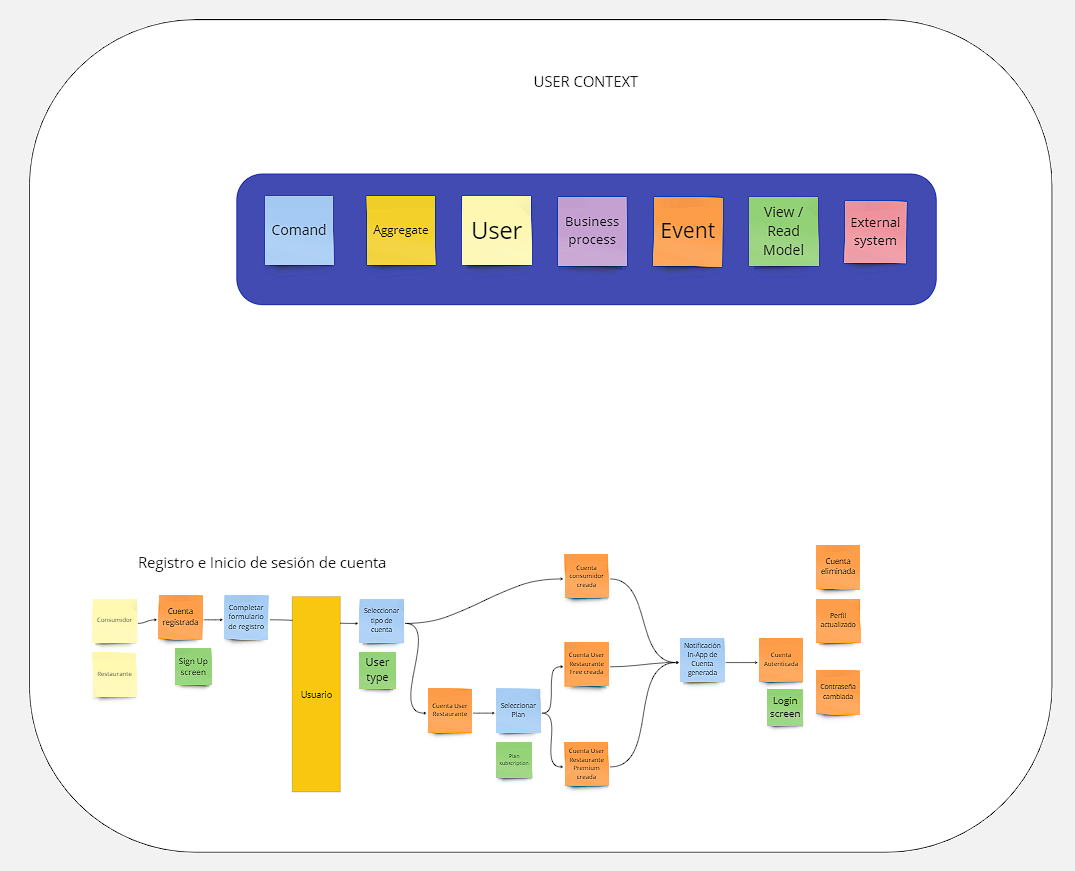 USER CONTEXT
Comand
Aggregate
User
Business
process
Event
View /
Read
Model
External
system
Registro e Inicio de sesión de cuenta
Consumidor
Restaurante
Cuenta
registrada
Sign Up
screen
Completar
formulario
de registro
Usuario
Seleccionar
tipo de
cuenta
User
type
Cuenta User
Restaurante
Seleccionar
Plan
Plan
subscription
Cuenta
consumidor
creada
Cuenta User
Restaurante
Free creada
Cuenta User
Restaurante
Premium
creada
Notificación
In-App de
Cuenta
generada
Cuenta
Autenticada
Login
screen
Cuenta
eliminada
Perfil
actualizado
Contraseña
cambiada